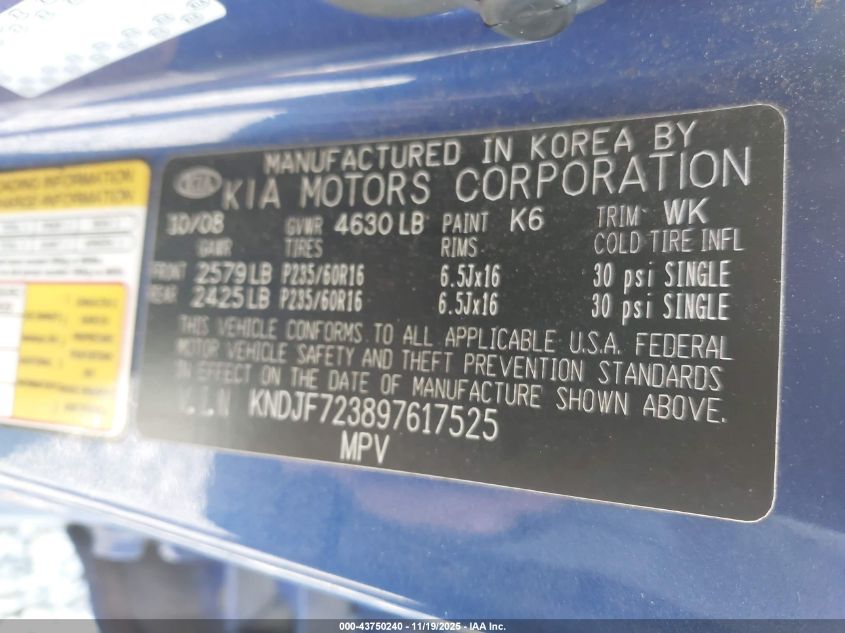 MANUFACTURED IN KOREA BY
KIA KIA MOTORS CORPORATION
10/08 GVWR 4630 LB PAINT K6 TRIM WK
GAWR TIRES RIMS COLD TIRE INFL
FRONT 2579 LB P235/60R16 6.5Jx16 30 psi SINGLE
REAR 2425 LB P235/60R16 6.5Jx16 30 psi SINGLE
THIS VEHICLE CONFORMS TO ALL APPLICABLE U.S.A. FEDERAL
MOTOR VEHICLE SAFETY AND THEFT PREVENTION STANDARDS
IN EFFECT ON THE DATE OF MANUFACTURE SHOWN ABOVE.
V.I.N KNDJF723897617525
MPV
000-43750240 - 11/19/2025 - IAA Inc.